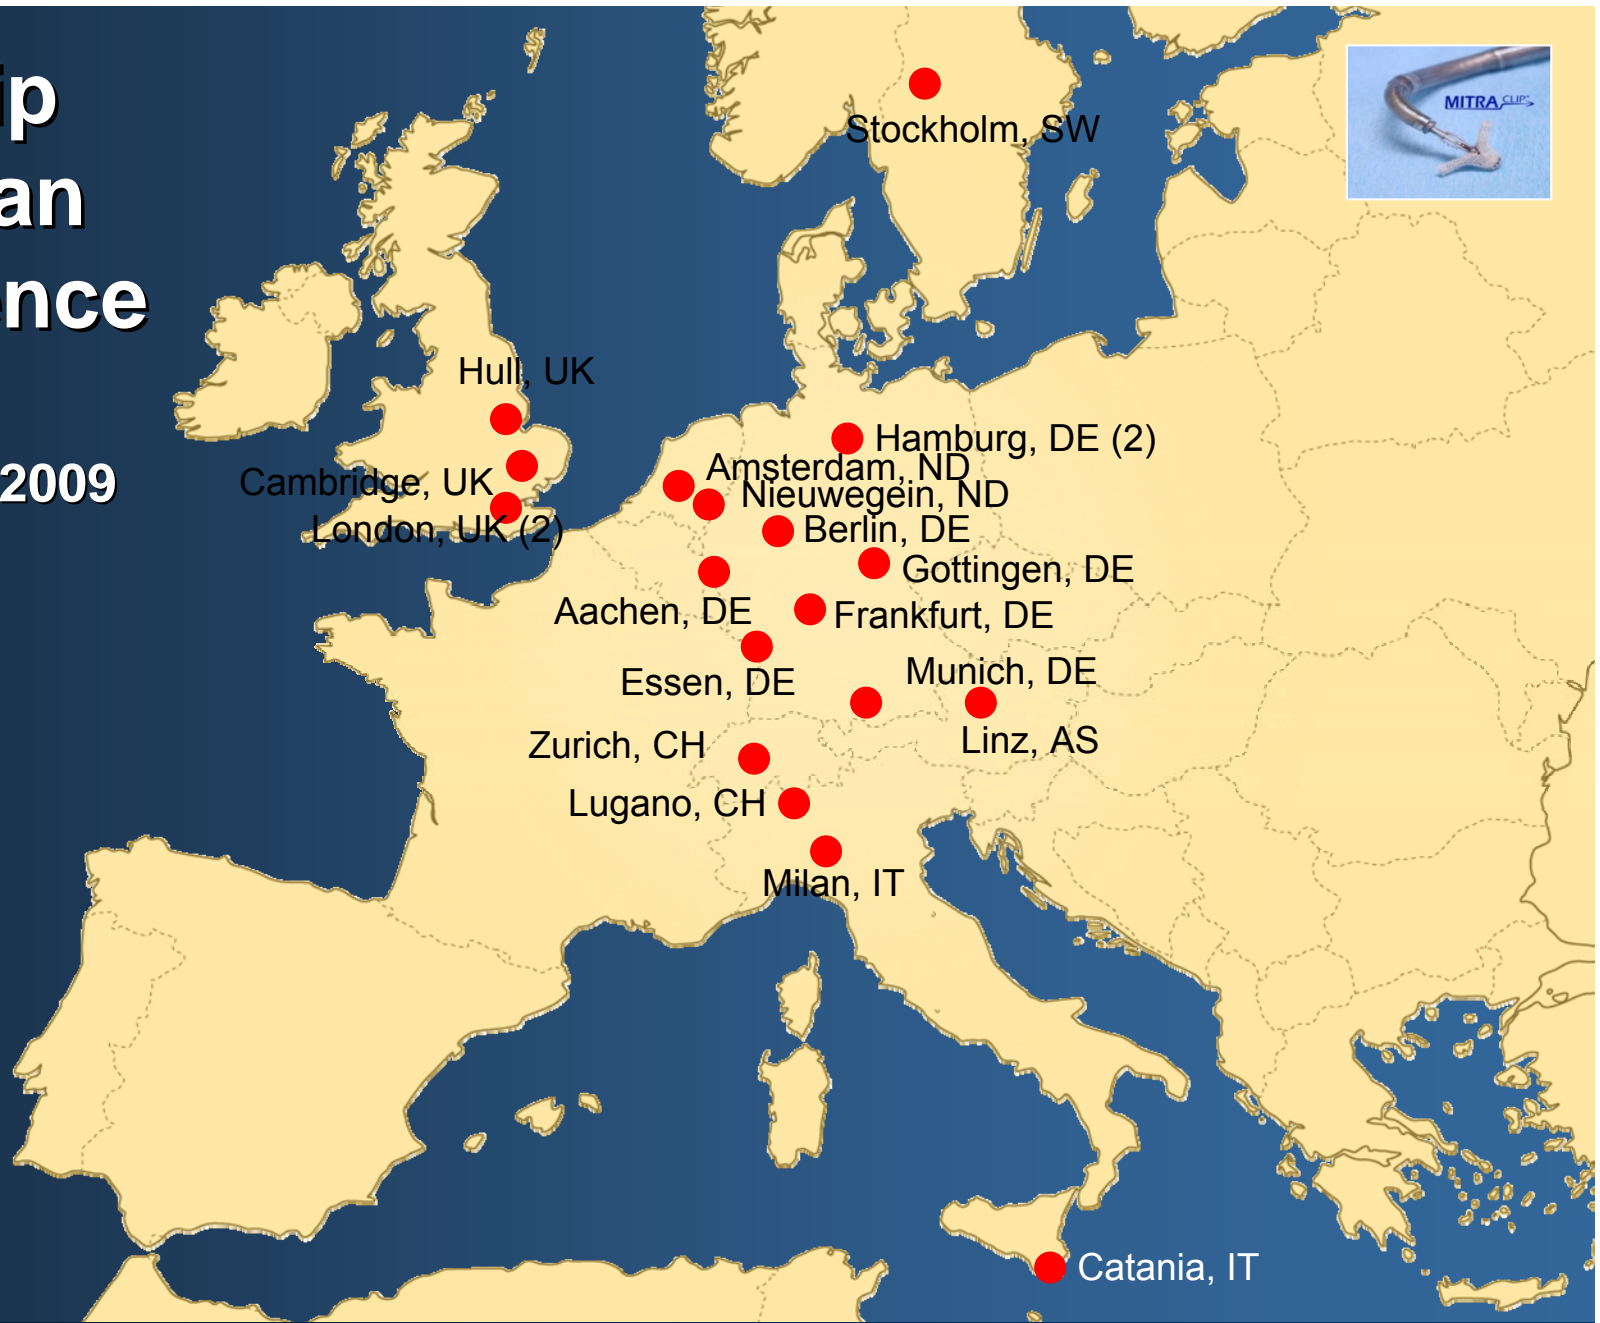 ip
an
ence
2009
MITRA CLIP
Stockholm, SW
Hull, UK
Hamburg, DE (2)
Amsterdam, ND
Cambridge, UK
Nieuwegein, ND
London, UK (2)
Berlin, DE
Gottingen, DE
Aachen, DE
Frankfurt, DE
Munich, DE
Essen, DE
Linz, AS
Zurich, CH
Lugano, CH
Milan, IT
Catania, IT